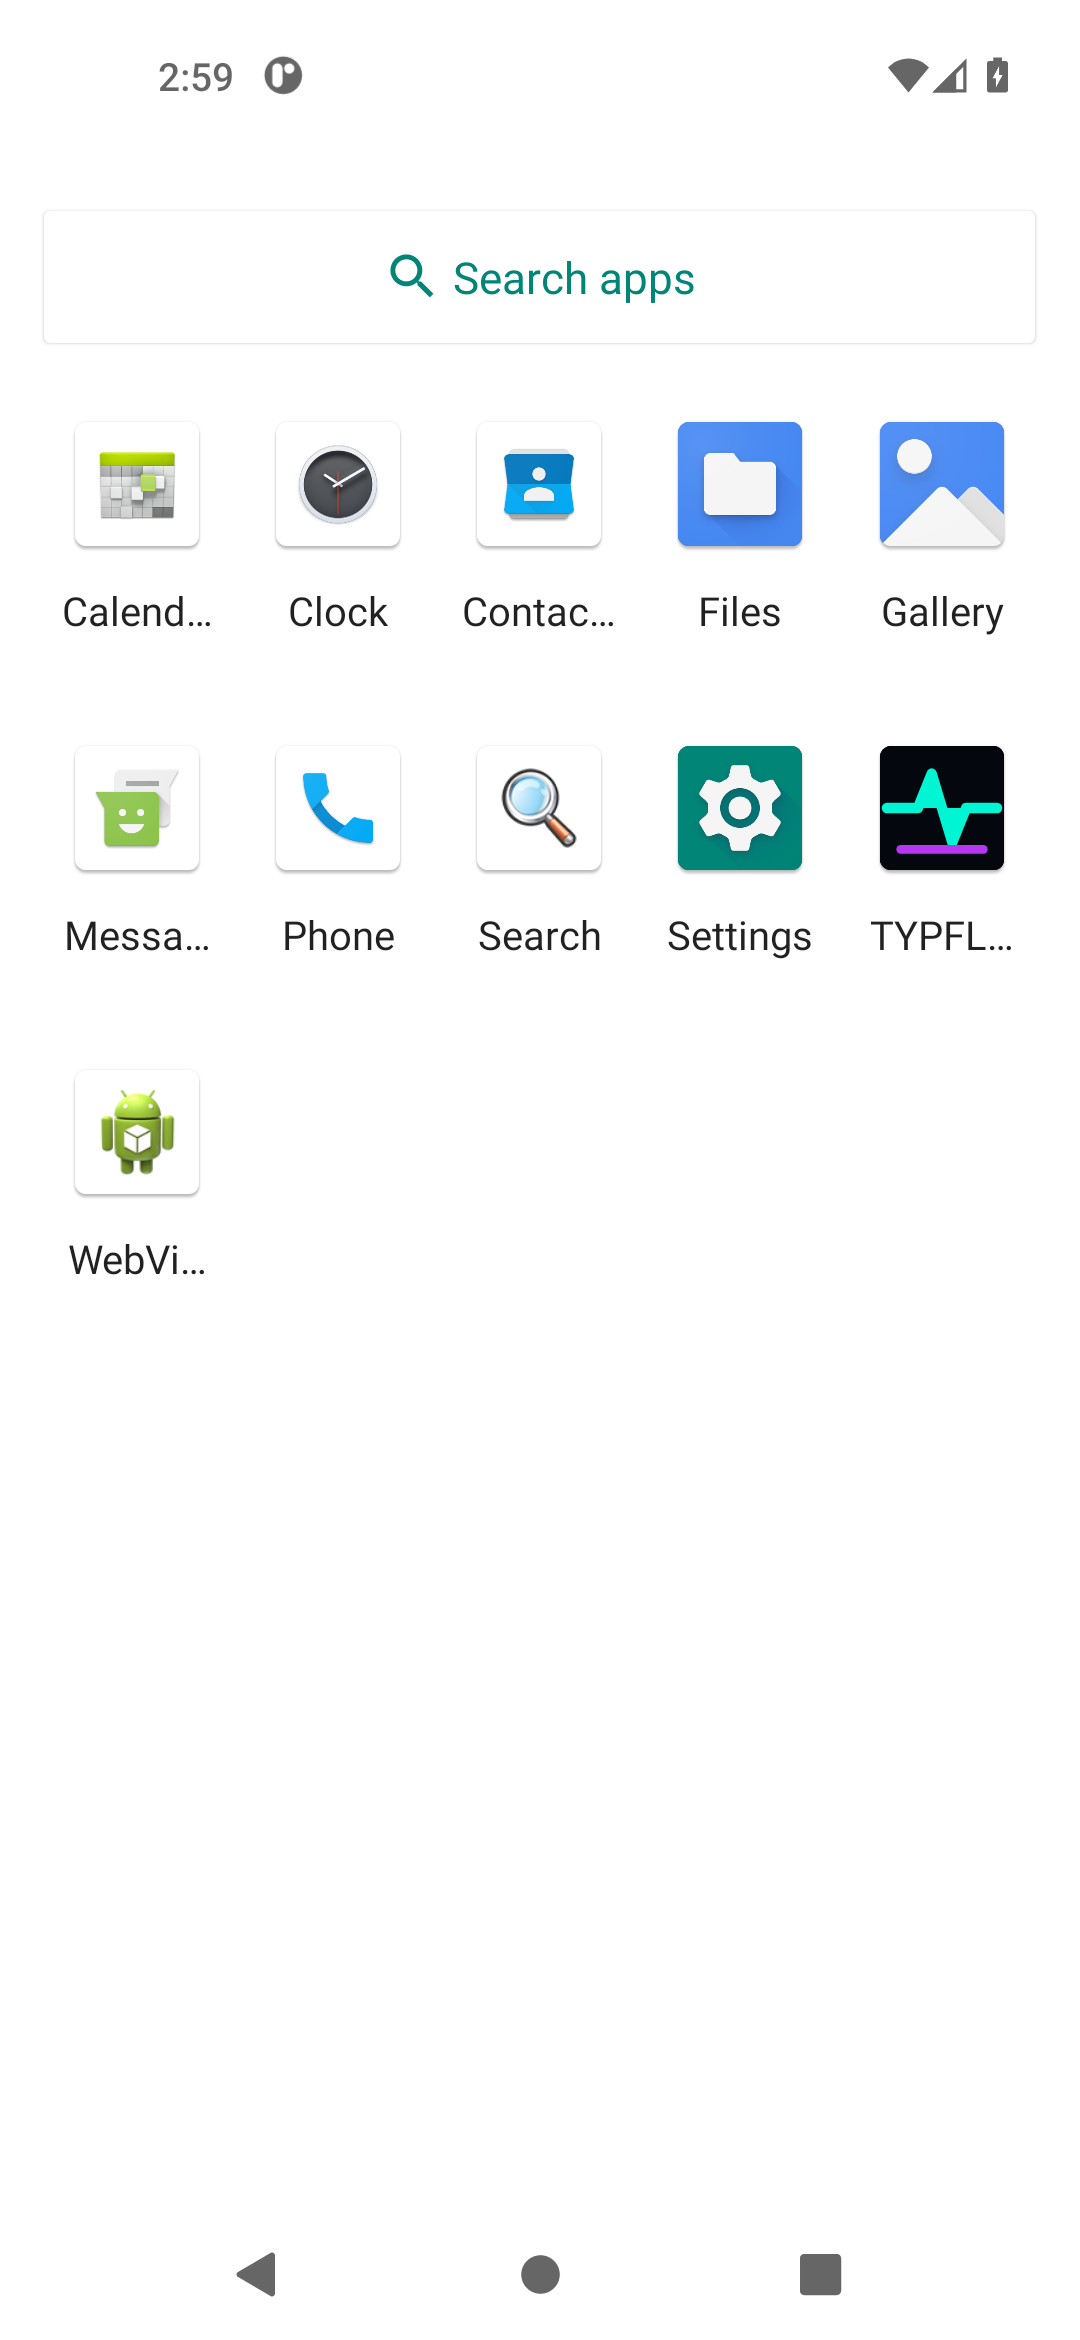 2:59
Search apps
Calend...
Clock
Contac...
Files
Gallery
Messa...
Phone
Search
Settings
TYPFL...
WebVi...